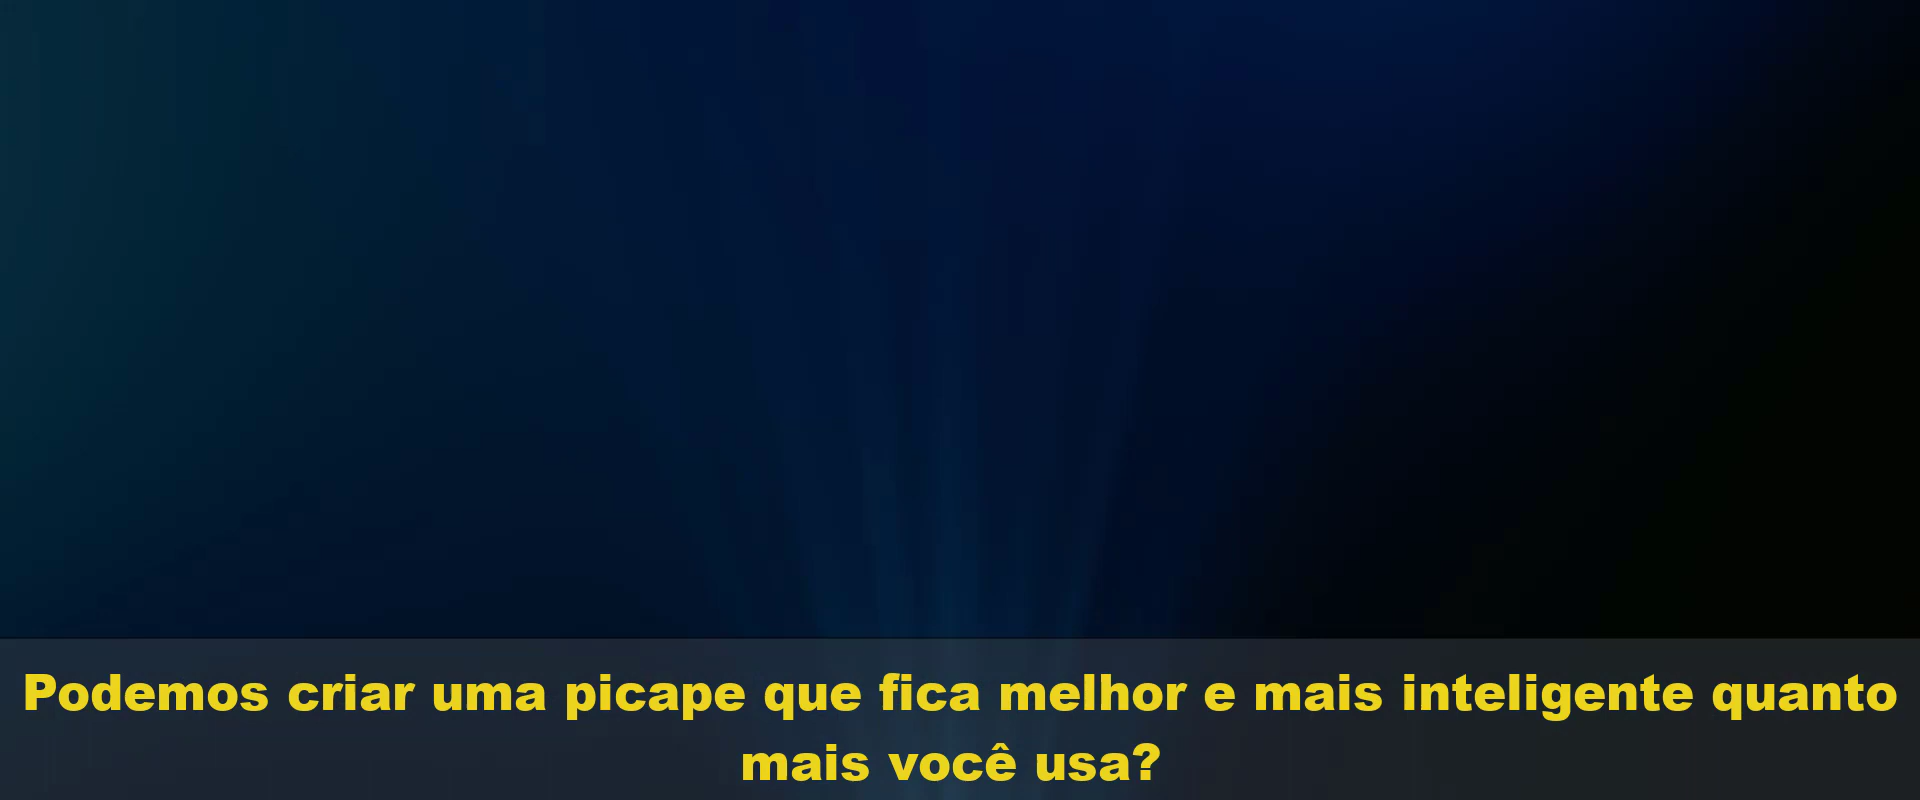 Podemos criar uma picape que fica melhor e mais inteligente quanto
mais você usa?